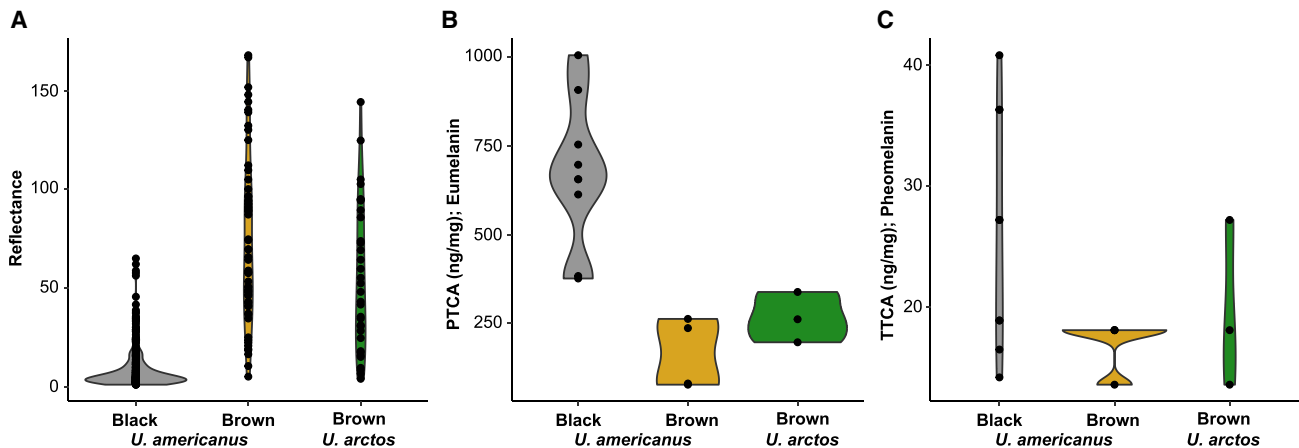 A
Reflectance
150
100
50
0
Black Brown Brown
U. americanus U. arctos
B
PTCA (ng/mg); Eumelanin
1000
750
500
250
Black Brown Brown
U. americanus U. arctos
C
TTCA (ng/mg); Pheomelanin
40
30
20
Black Brown Brown
U. americanus U. arctos